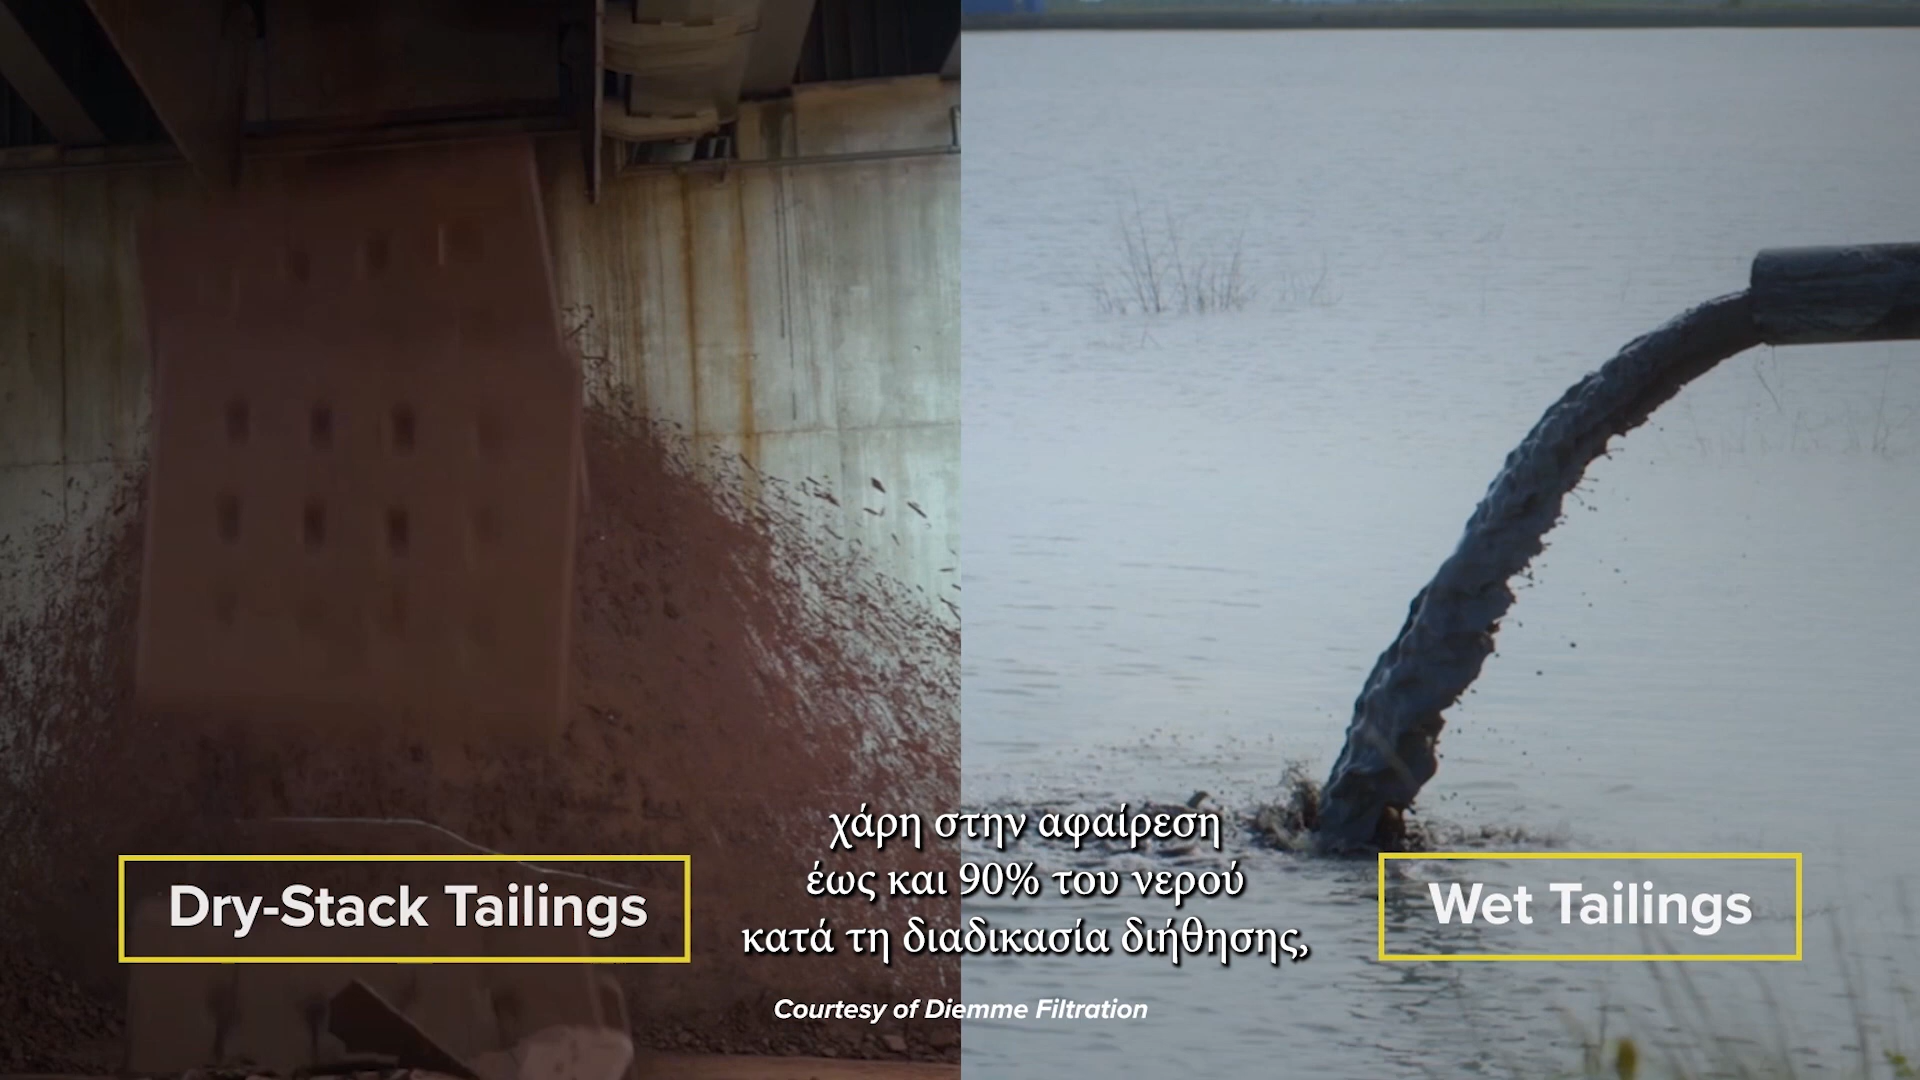 χάρη στην αφαίρεση
έως και 90% του νερού
κατά τη διαδικασία διήθησης,
Dry-Stack Tailings
Wet Tailings
Courtesy of Diemme Filtration